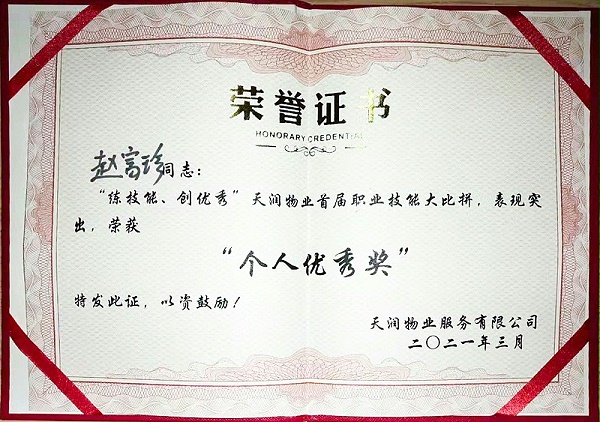 荣誉证书
HONORARY CREDENTIAL
赵富珍同志：
“练技能、创优秀”天润物业首届职业技能大比拼，表现突
出，荣获
“个人优秀奖”
特发此证，以资鼓励！
天润物业服务有限公司
二〇二一年三月